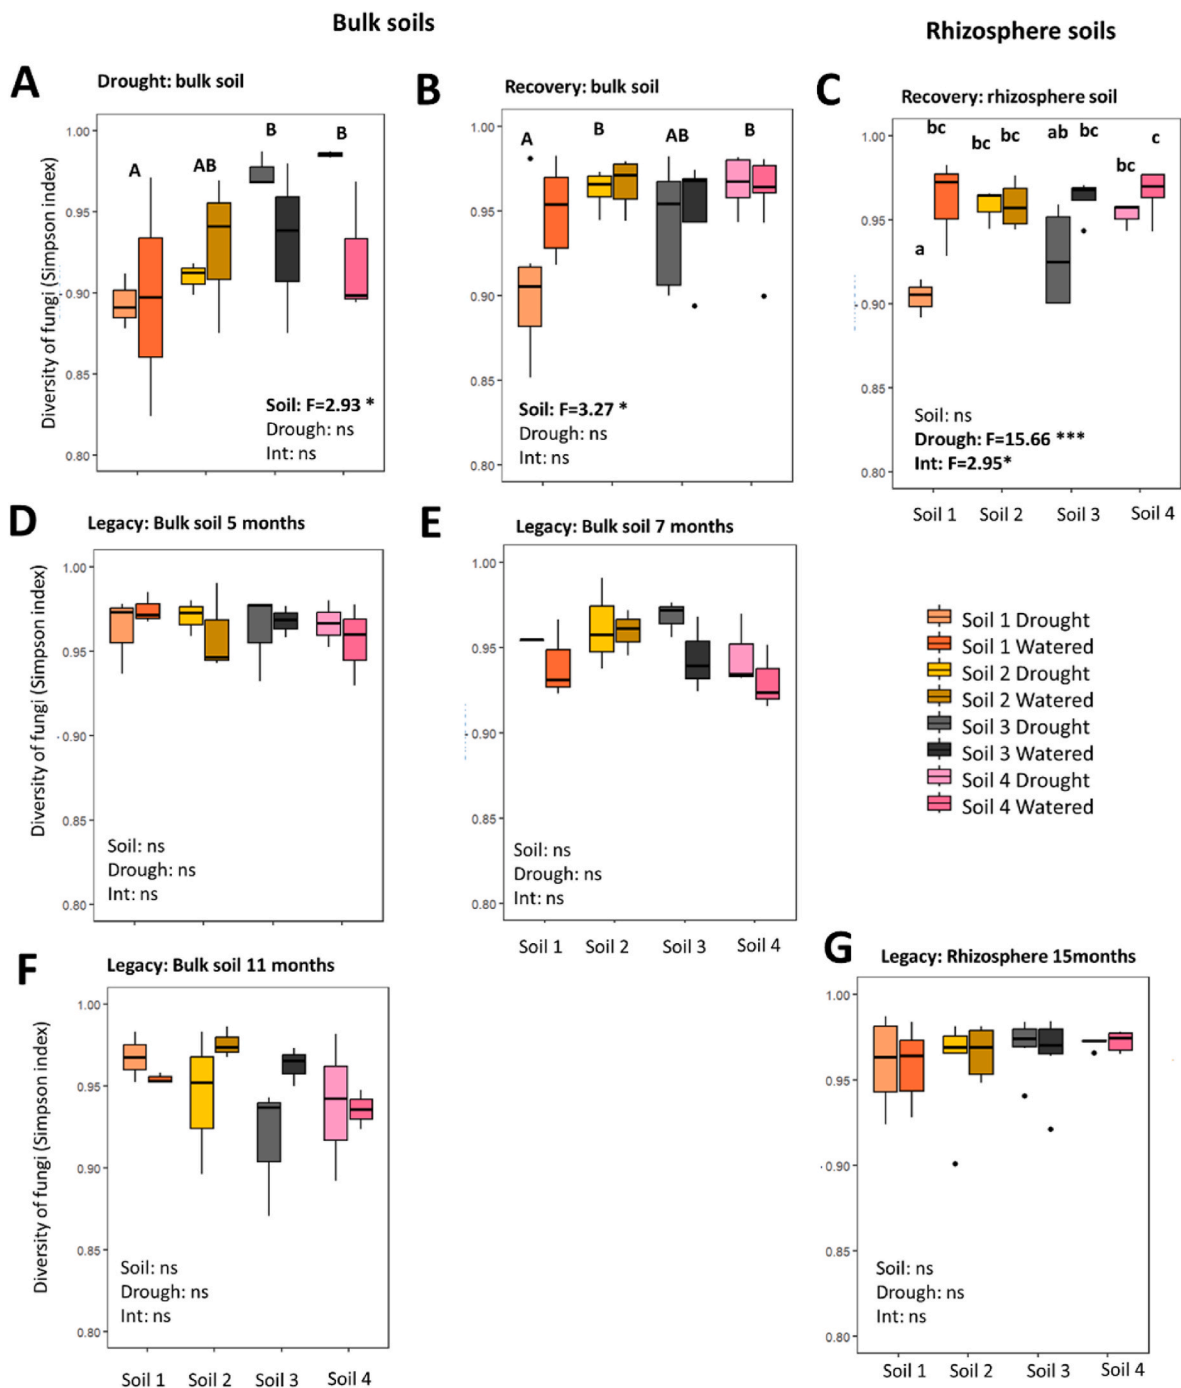 Bulk soils
Rhizosphere soils
A
Drought: bulk soil
Diversity of fungi (Simpson index)
1.00
0.95
0.90
0.85
0.80
A
AB
B
B
Soil: F=2.93 *
Drough: ns
Int: ns
B
Recovery: bulk soil
1.00
0.95
0.90
0.85
0.80
A
B
AB
B
Soil: F=3.27 *
Drough: ns
Int: ns
C
Recovery: rhizosphere soil
1.00
0.95
0.90
0.85
0.80
a
bc
bc
bc
ab
bc
bc
c
Soil: ns
Drough: F=15.66 ***
Int: F=2.95*
Soil 1 Soil 2 Soil 3 Soil 4
D
Legacy: Bulk soil 5 months
Diversity of fungi (Simpson index)
1.00
0.95
0.90
0.85
0.80
Soil: ns
Drough: ns
Int: ns
E
Legacy: Bulk soil 7 months
1.00
0.95
0.90
0.85
0.80
Soil: ns
Drough: ns
Int: ns
Soil 1 Soil 2 Soil 3 Soil 4
Soil 1 Drought
Soil 1 Watered
Soil 2 Drought
Soil 2 Watered
Soil 3 Drought
Soil 3 Watered
Soil 4 Drought
Soil 4 Watered
F
Legacy: Bulk soil 11 months
Diversity of fungi (Simpson index)
1.00
0.95
0.90
0.85
0.80
Soil: ns
Drough: ns
Int: ns
Soil 1 Soil 2 Soil 3 Soil 4
G
Legacy: Rhizosphere 15months
1.00
0.95
0.90
0.85
0.80
Soil: ns
Drough: ns
Int: ns
Soil 1 Soil 2 Soil 3 Soil 4